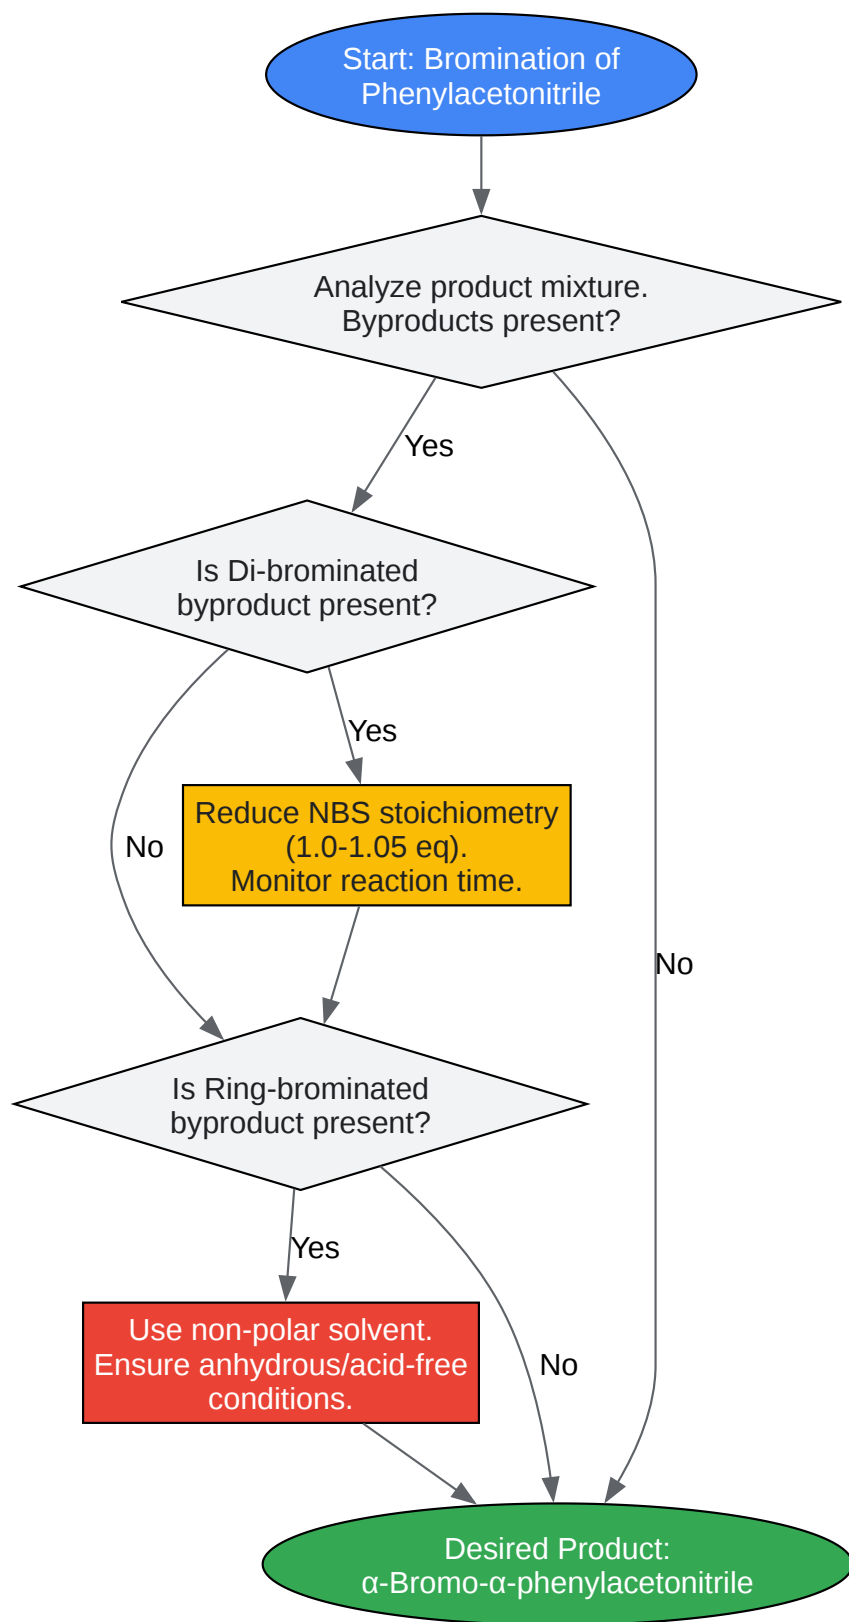 Start: Bromination of
Phenylacetonitrile
Analyze product mixture.
Byproducts present?
Yes
Is Di-brominated
byproduct present?
Yes
Reduce NBS stoichiometry
(1.0-1.05 eq).
Monitor reaction time.
No
No
Is Ring-brominated
byproduct present?
Yes
Use non-polar solvent.
Ensure anhydrous/acid-free
conditions.
No
Desired Product:
α-Bromo-α-phenylacetonitrile